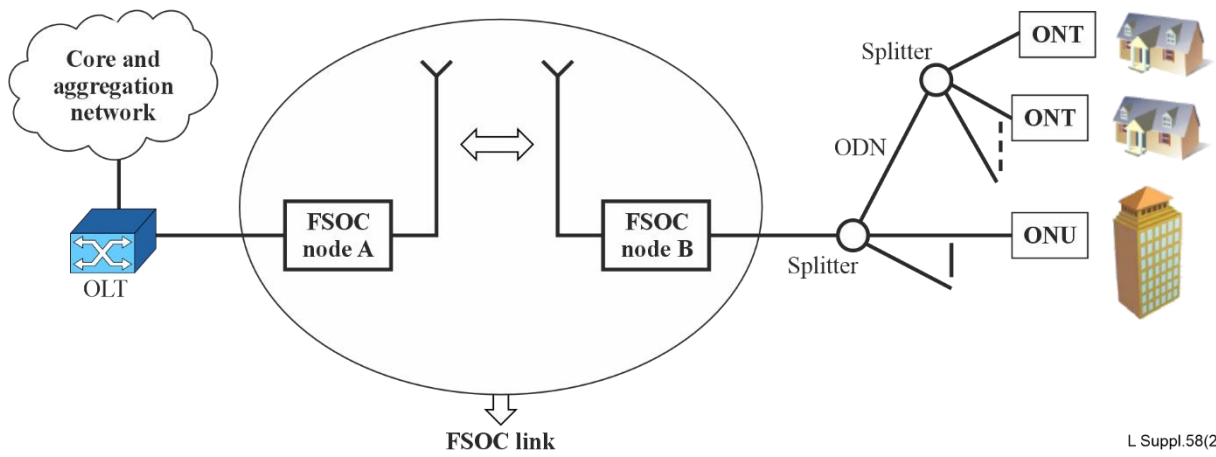 Core and
aggregation
network
OLT
FSOC
node A
FSOC
node B
FSOC link
Splitter
Splitter
ODN
ONT
ONT
ONU
L Suppl.58(2